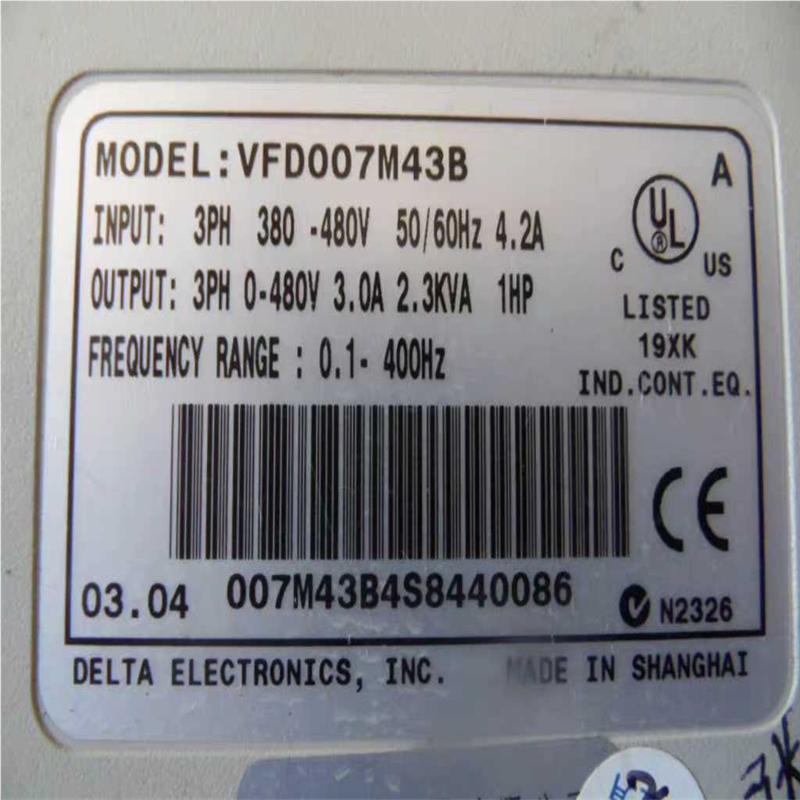 MODEL:VFD007M43B
A
INPUT: 3PH 380 -480V 50/60Hz 4.2A
UL
®
C
US
OUTPUT: 3PH 0-480V 3.0A 2.3KVA 1HP
LISTED
19XK
FREQUENCY RANGE : 0.1- 400Hz
IND.CONT.EQ.
CE
03.04
007M43B4S8440086
N2326
DELTA ELECTRONICS, INC.
MADE IN SHANGHAI